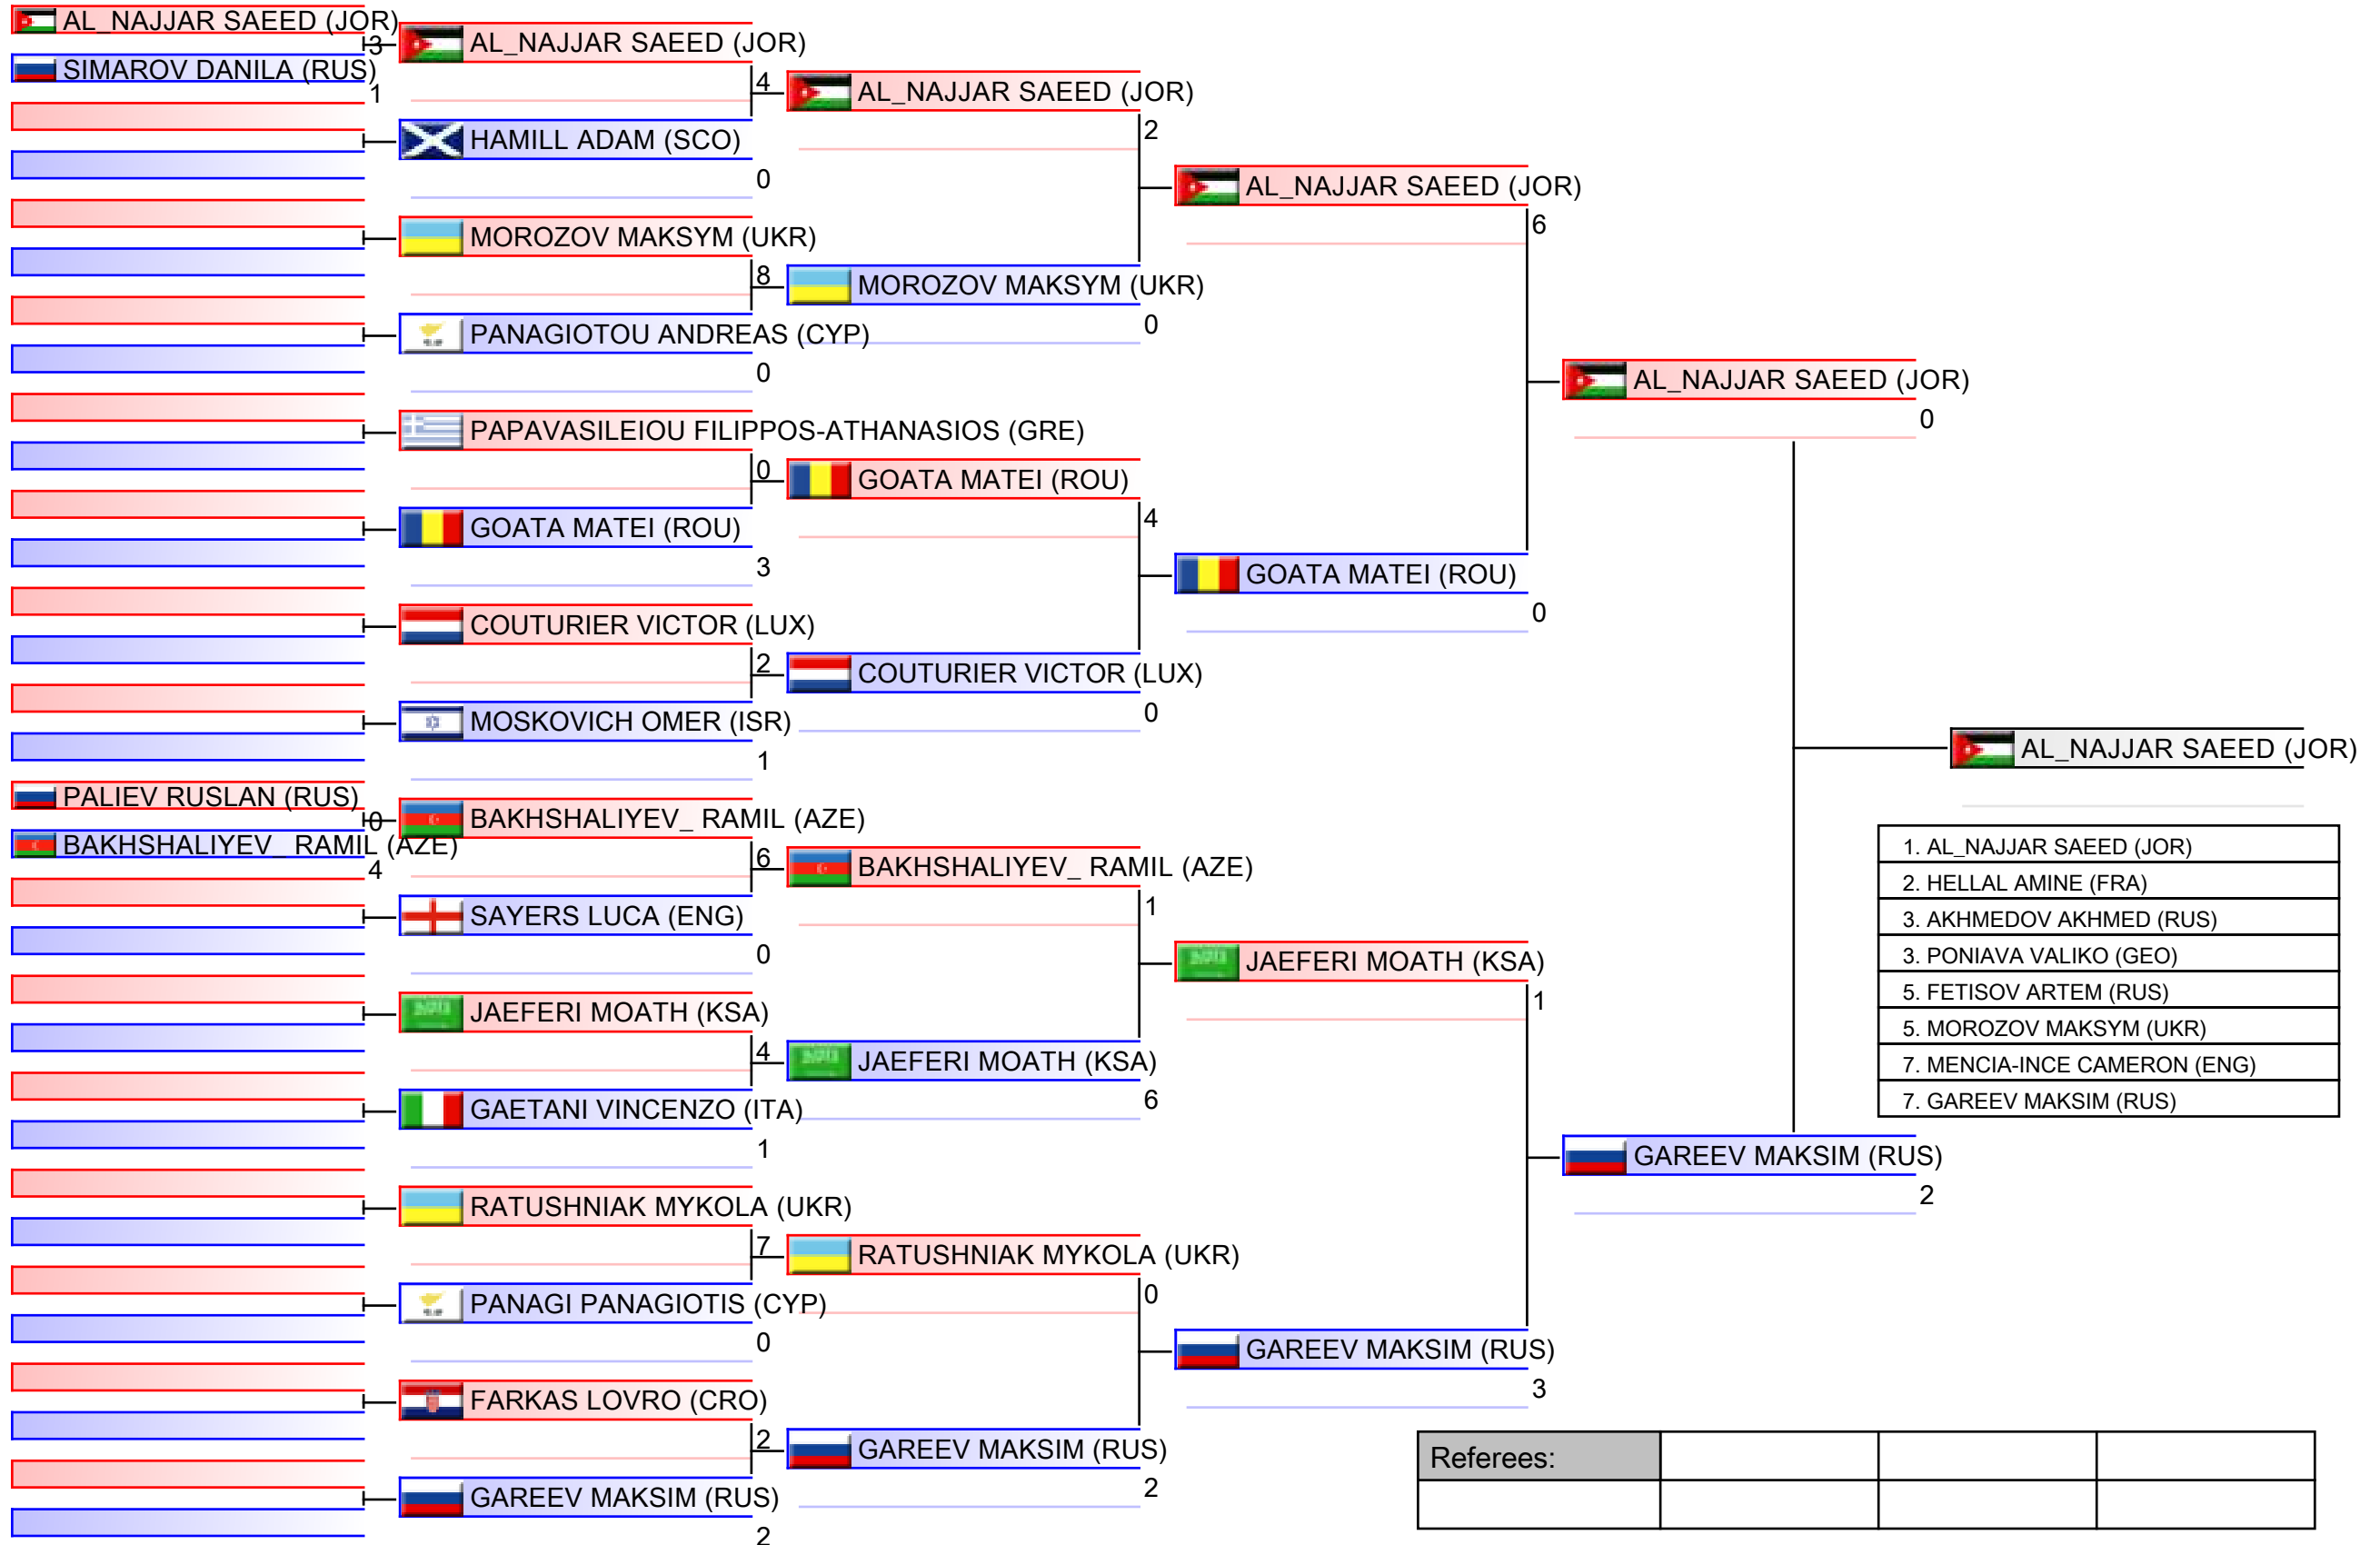 AL_NAJJAR SAEED (JOR)
3
SIMAROV DANILA (RUS)
1
PALIEV RUSLAN (RUS)
0
BAKHSHALIYEV_ RAMIL (AZE)
4
AL_NAJJAR SAEED (JOR)
4
HAMILL ADAM (SCO)
0
MOROZOV MAKSYM (UKR)
8
PANAGIOTOU ANDREAS (CYP)
0
PAPAVASILEIOU FILIPPOS-ATHANASIOS (GRE)
0
GOATA MATEI (ROU)
3
COUTURIER VICTOR (LUX)
2
MOSKOVICH OMER (ISR)
1
BAKHSHALIYEV_ RAMIL (AZE)
6
SAYERS LUCA (ENG)
0
JAEFERI MOATH (KSA)
4
GAETANI VINCENZO (ITA)
1
RATUSHNIAK MYKOLA (UKR)
7
PANAGI PANAGIOTIS (CYP)
0
FARKAS LOVRO (CRO)
2
GAREEV MAKSIM (RUS)
2
AL_NAJJAR SAEED (JOR)
2
MOROZOV MAKSYM (UKR)
0
GOATA MATEI (ROU)
4
COUTURIER VICTOR (LUX)
0
BAKHSHALIYEV_ RAMIL (AZE)
1
JAEFERI MOATH (KSA)
6
RATUSHNIAK MYKOLA (UKR)
0
GAREEV MAKSIM (RUS)
2
AL_NAJJAR SAEED (JOR)
6
GOATA MATEI (ROU)
0
JAEFERI MOATH (KSA)
1
GAREEV MAKSIM (RUS)
3
AL_NAJJAR SAEED (JOR)
0
GAREEV MAKSIM (RUS)
2
AL_NAJJAR SAEED (JOR)
1. AL_NAJJAR SAEED (JOR)
2. HELLAL AMINE (FRA)
3. AKHMEDOV AKHMED (RUS)
3. PONIAVA VALIKO (GEO)
5. FETISOV ARTEM (RUS)
5. MOROZOV MAKSYM (UKR)
7. MENCIA-INCE CAMERON (ENG)
7. GAREEV MAKSIM (RUS)
Referees: